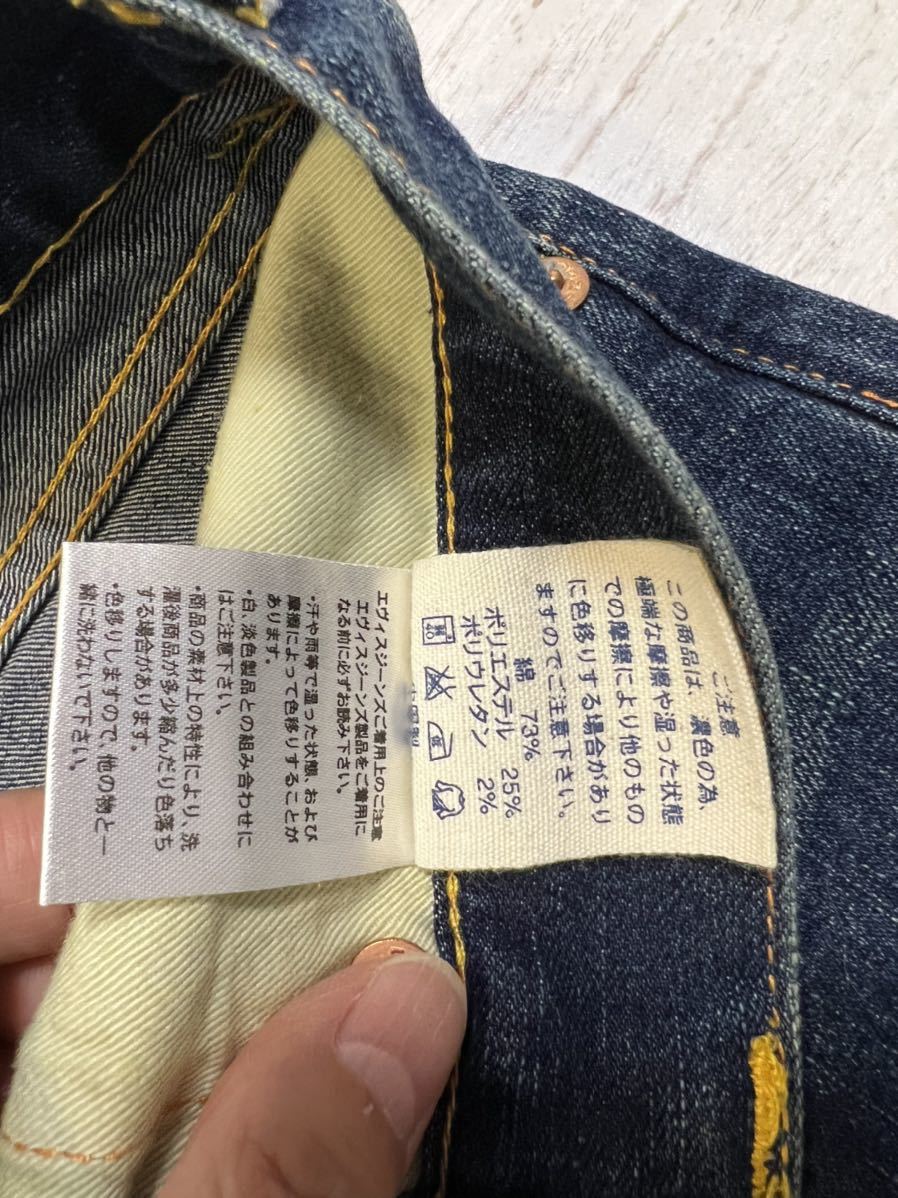 ご注意
この商品は、濃色の為、
極端な摩擦や湿った状態
での摩擦により他のもの
に色移りする場合があり
ますのでご注意下さい。
綿 73%
ポリエステル 25%
ポリウレタン 2%
エヴィスジーンズご着用上のご注意
エヴィスジーンズ製品をご着用に
なる前に必ずお読み下さい。
・汗や雨等で湿った状態、および
摩擦によって色移りすることが
あります。
・白、淡色製品との組み合わせに
はご注意下さい。
・商品の素材上の特性により、洗
濯後商品が多少縮んだり色落ち
する場合があります。
・色移りしますので、他の物と一
緒に洗わないで下さい。